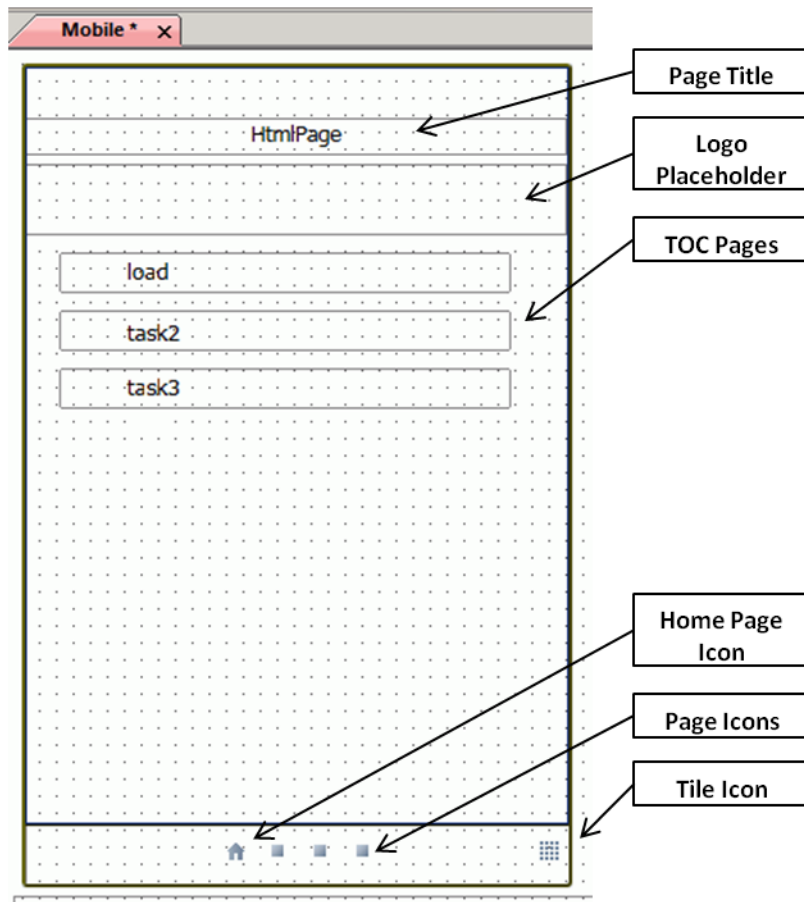 Mobile *
Page Title
HtmlPage
Logo
Placeholder
TOC Pages
load
task2
task3
Home Page
Icon
Page Icons
Tile Icon